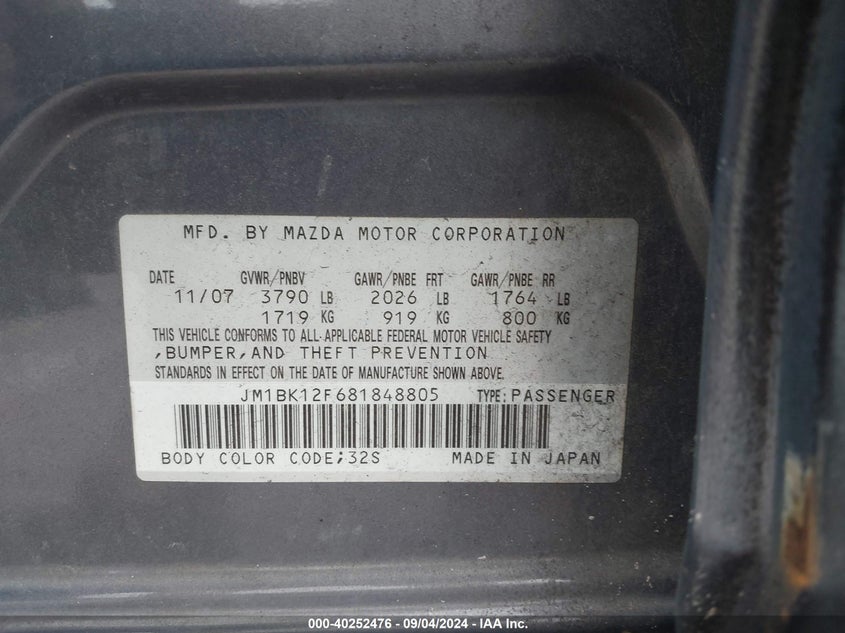 MFD. BY MAZDA MOTOR CORPORATION
DATE GVWR/PNBV GAWR/PNBE FRT GAWR/PNBE RR
11/07 3790 LB 2026 LB 1764 LB
1719 KG 919 KG 800 KG
THIS VEHICLE CONFORMS TO ALL APPLICABLE FEDERAL MOTOR VEHICLE SAFETY
,BUMPER,AND THEFT PREVENTION
STANDARDS IN EFFECT ON THE DATE OF MANUFACTURE SHOWN ABOVE.
JM1BK12F681848805 TYPE:PASSENGER
BODY COLOR CODE;32S MADE IN JAPAN
000-40252476 - 09/04/2024 - IAA Inc.